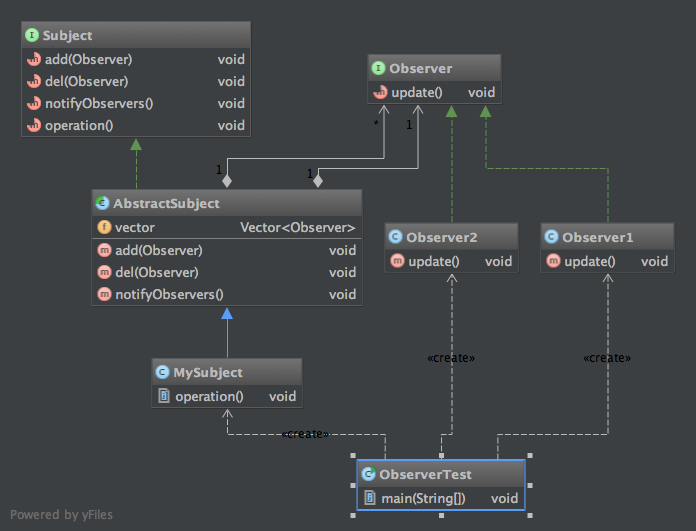 Subject
add(Observer) void
del(Observer) void
notifyObservers() void
operation() void
Observer
update() void
* 1
1 1
AbstractSubject
vector Vector<Observer>
add(Observer) void
del(Observer) void
notifyObservers() void
Observer2
update() void
Observer1
update() void
«create» «create»
MySubject
operation() void
«create»
ObserverTest
main(String[]) void
Powered by yFiles